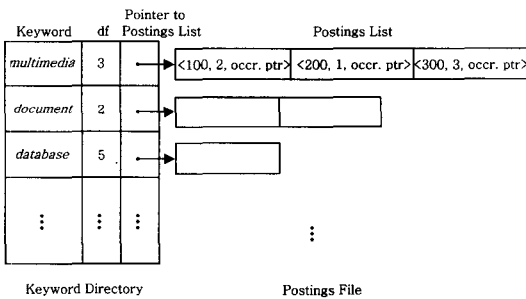 Pointer to
Keyword df Postings List Postings List
multimedia 3 <100, 2, occr. ptr> <200, 1, occr. ptr> <300, 3, occr. ptr>
document 2
database 5
Keyword Directory Postings File